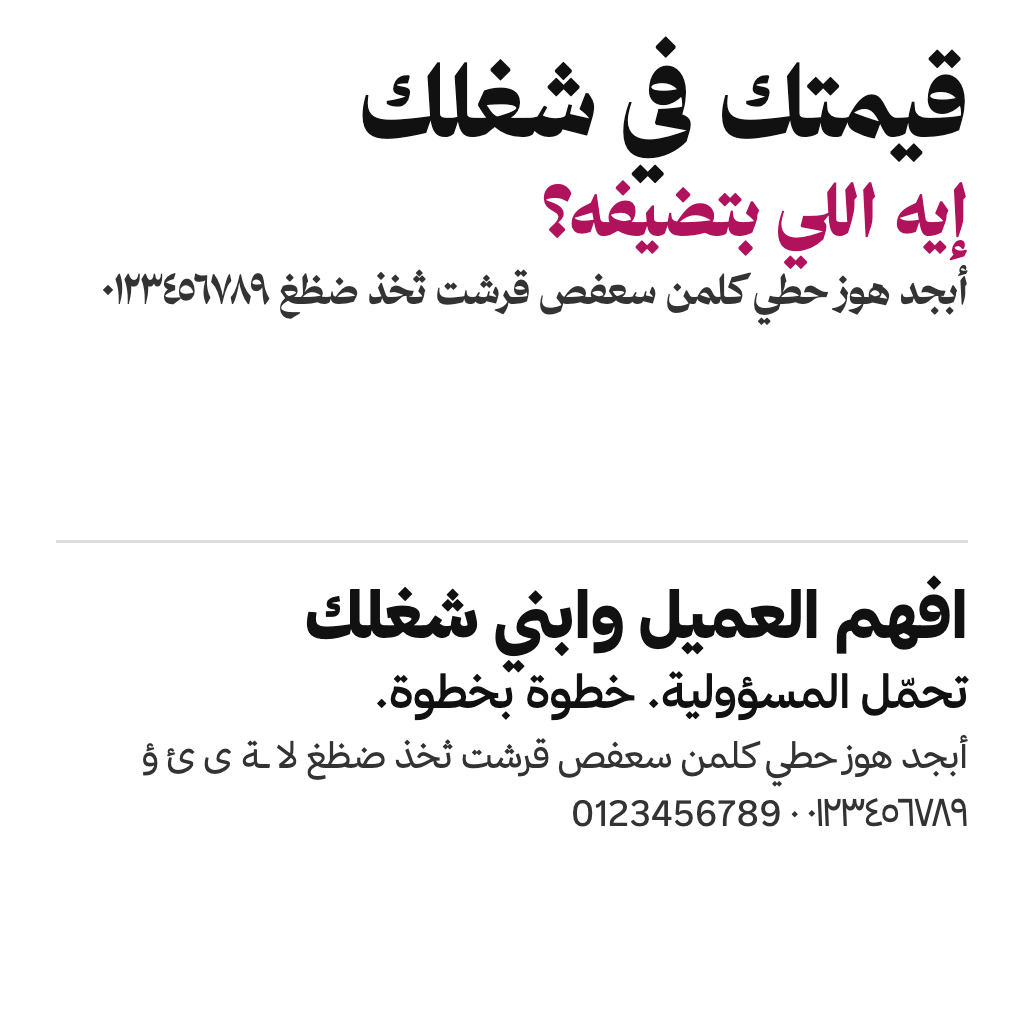 قيمتك في شغلك
إيه اللي بتضيفه؟
أبجد هوز حطي كلمن سعفص قرشت ثخذ ضظغ ٠١٢٣٤٥٦٧٨٩
افهم العميل وابني شغلك
تحمّل المسؤولية. خطوة بخطوة.
أبجد هوز حطي كلمن سعفص قرشت ثخذ ضظغ لا ـة ى ئ ؤ
٠١٢٣٤٥٦٧٨٩ · 0123456789